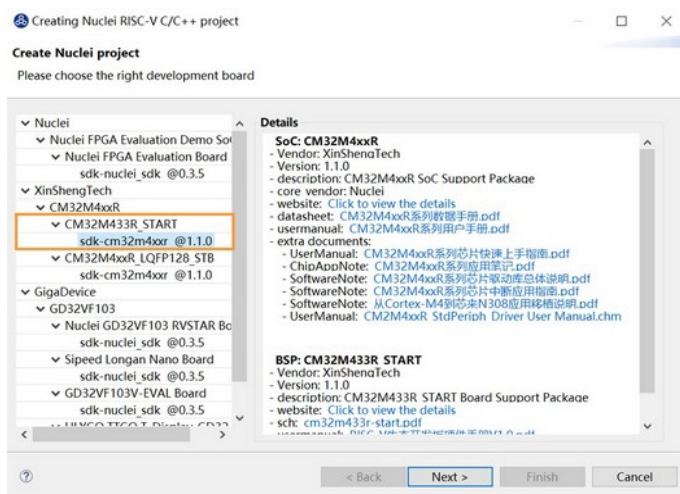 Creating Nuclei RISC-V C/C++ project
Create Nuclei project
Please choose the right development board
Nuclei
Nuclei FPGA Evaluation Demo So
Nuclei FPGA Evaluation Board
sdk-nuclei_sdk @0.3.5
XinShengTech
CM32M4xxR
CM32M433R_START
sdk-cm32m4xxr @1.1.0
CM32M4xxR_LQFP128_STB
sdk-cm32m4xxr @1.1.0
GigaDevice
GD32VF103
Nuclei GD32VF103 RVSTAR Bo
sdk-nuclei_sdk @0.3.5
Sipeed Longan Nano Board
sdk-nuclei_sdk @0.3.5
GD32VF103V-EVAL Board
sdk-nuclei_sdk @0.3.5
Details
SoC: CM32M4xxR
- Vendor: XinShengTech
- Version: 1.1.0
- description: CM32M4xxR SoC Support Package
- core vendor: Nuclei
- website: Click to view the details
- datasheet: CM32M4xxR系列数据手册.pdf
- usermanual: CM32M4xxR系列用户手册.pdf
- extra documents:
- UserManual: CM32M4xxR系列芯片快速上手指南.pdf
- ChipAppNote: CM32M4xxR系列应用笔记.pdf
- SoftwareNote: CM32M4xxR系列芯片驱动库总体说明.pdf
- SoftwareNote: CM32M4xxR系列芯片中断应用指南.pdf
- SoftwareNote: 从Cortex-M4到芯来N308应用移植说明.pdf
- UserManual: CM2M4xxR StdPeriph Driver User Manual.chm
BSP: CM32M433R START
- Vendor: XinShengTech
- Version: 1.1.0
- description: CM32M433R START Board Support Package
- website: Click to view the details
- sch: cm32m433r-start.pdf
< Back
Next >
Finish
Cancel